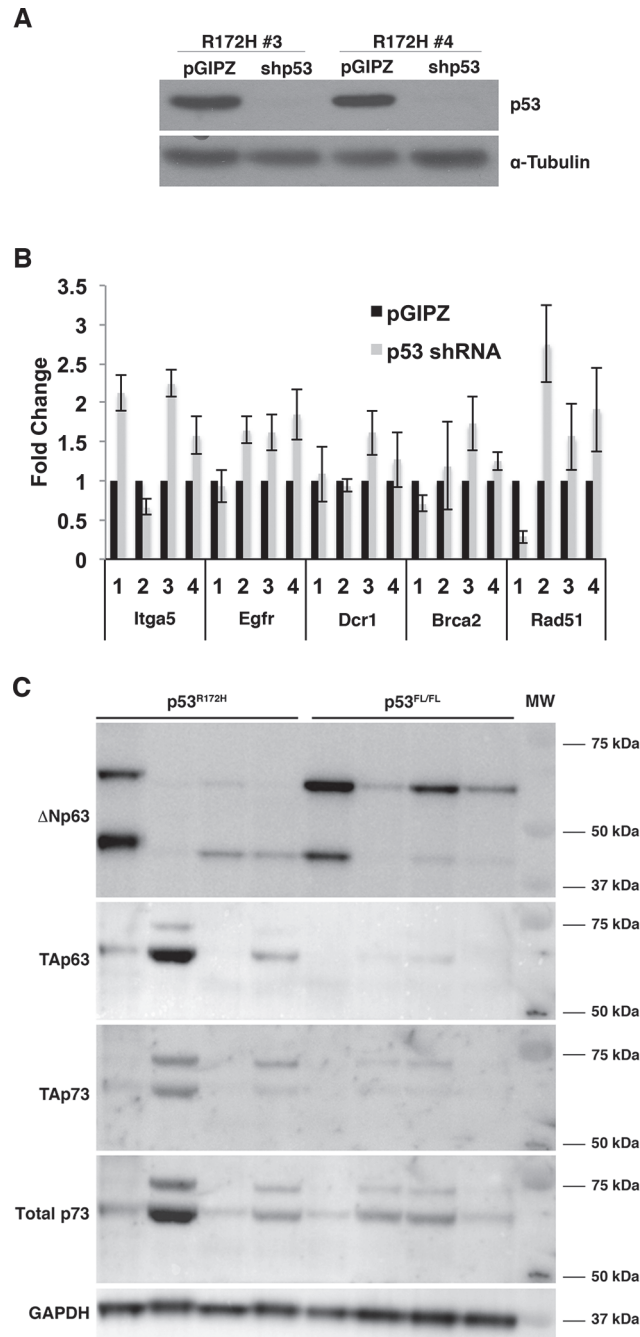 A
R172H #3 R172H #4
pGIPZ shp53 pGIPZ shp53
p53
α-Tubulin
B
3.5
3
2.5
2
1.5
1
0.5
0
Fold Change
pGIPZ
p53 shRNA
1 2 3 4 1 2 3 4 1 2 3 4 1 2 3 4 1 2 3 4
Itga5 Egfr Dcr1 Brca2 Rad51
C
p53R172H p53FL/FL MW
ΔNp63
75 kDa
50 kDa
37 kDa
TAp63
75 kDa
50 kDa
TAp73
75 kDa
50 kDa
Total p73
75 kDa
50 kDa
GAPDH
37 kDa